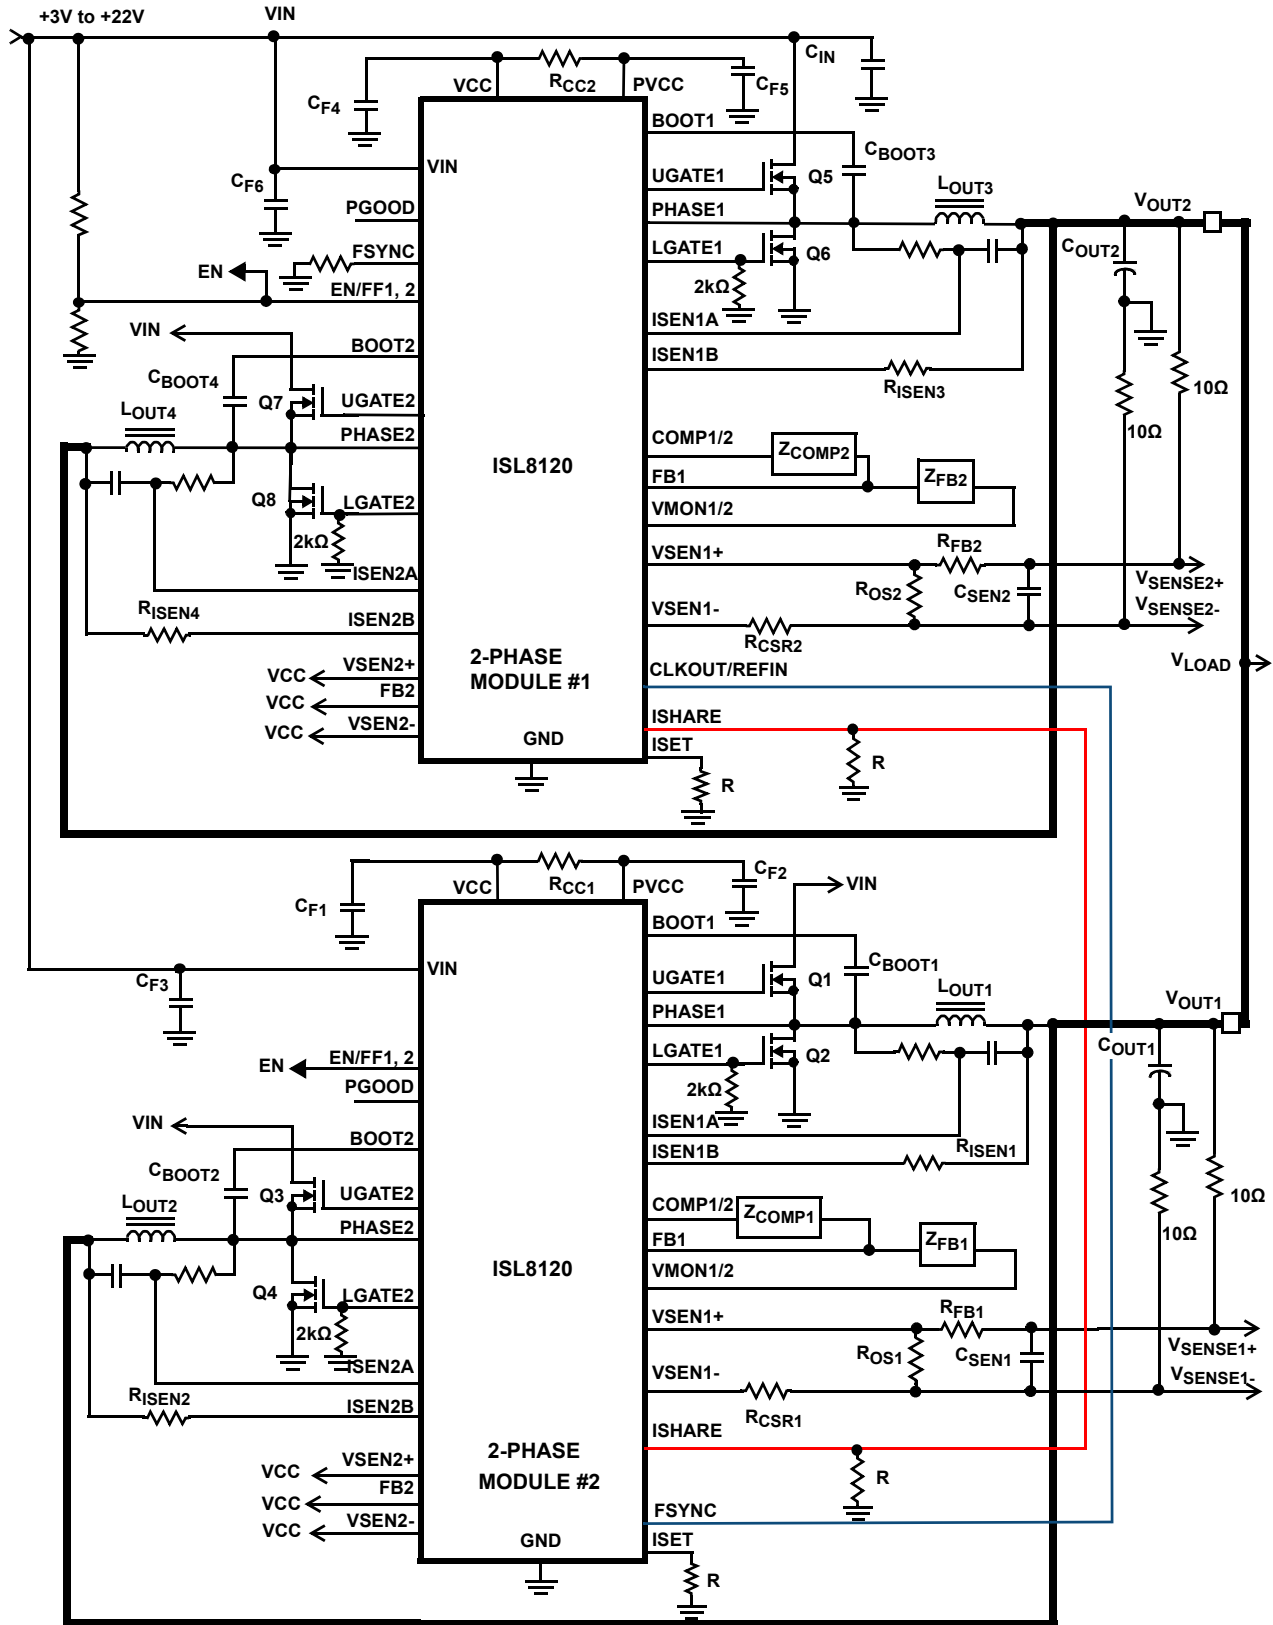 +3V to +22V
VIN
CIN
VCC
RCC2
PVCC
CF5
CF4
BOOT1
CBOOT3
VIN
UGATE1
Q5
LOUT3
CF6
PGOOD
PHASE1
VOUT2
FSYNC
LGATE1
Q6
COUT2
EN
EN/FF1, 2
2kΩ
VIN
ISEN1A
BOOT2
ISEN1B
CBOOT4
RISEN3
10Ω
LOUT4
Q7
UGATE2
10Ω
PHASE2
COMP1/2
ZCOMP2
ISL8120
FB1
ZFB2
Q8
LGATE2
VMON1/2
2kΩ
VSEN1+
RFB2
ISEN2A
ROS2
CSEN2
VSENSE2+
RISEN4
ISEN2B
VSEN1-
VSENSE2-
RCSR2
2-PHASE
MODULE #1
CLKOUT/REFIN
VLOAD
VCC
VSEN2+
VCC
FB2
ISHARE
VCC
VSEN2-
GND
ISET
R
R
VCC
RCC1
PVCC
CF2
VIN
CF1
BOOT1
CBOOT1
VIN
CF3
UGATE1
Q1
LOUT1
PHASE1
VOUT1
EN
EN/FF1, 2
LGATE1
Q2
COUT1
PGOOD
2kΩ
VIN
ISEN1A
BOOT2
ISEN1B
RISEN1
CBOOT2
Q3
UGATE2
10Ω
LOUT2
PHASE2
COMP1/2
ZCOMP1
10Ω
FB1
ZFB1
ISL8120
VMON1/2
Q4
LGATE2
2kΩ
VSEN1+
RFB1
ISEN2A
ROS1
CSEN1
VSENSE1+
RISEN2
ISEN2B
VSEN1-
VSENSE1-
RCSR1
ISHARE
2-PHASE
MODULE #2
VCC
VSEN2+
R
VCC
FB2
FSYNC
VCC
VSEN2-
GND
ISET
R